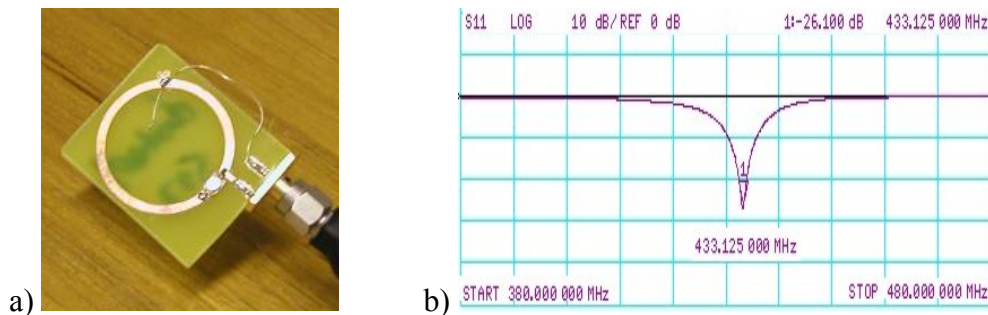 S11 LOG 10 dB/REF 0 dB 1:-26.100 dB 433.125 000 MHz
1
433.125 000 MHz
START 380.000 000 MHz STOP 480.000 000 MHz
a) b)